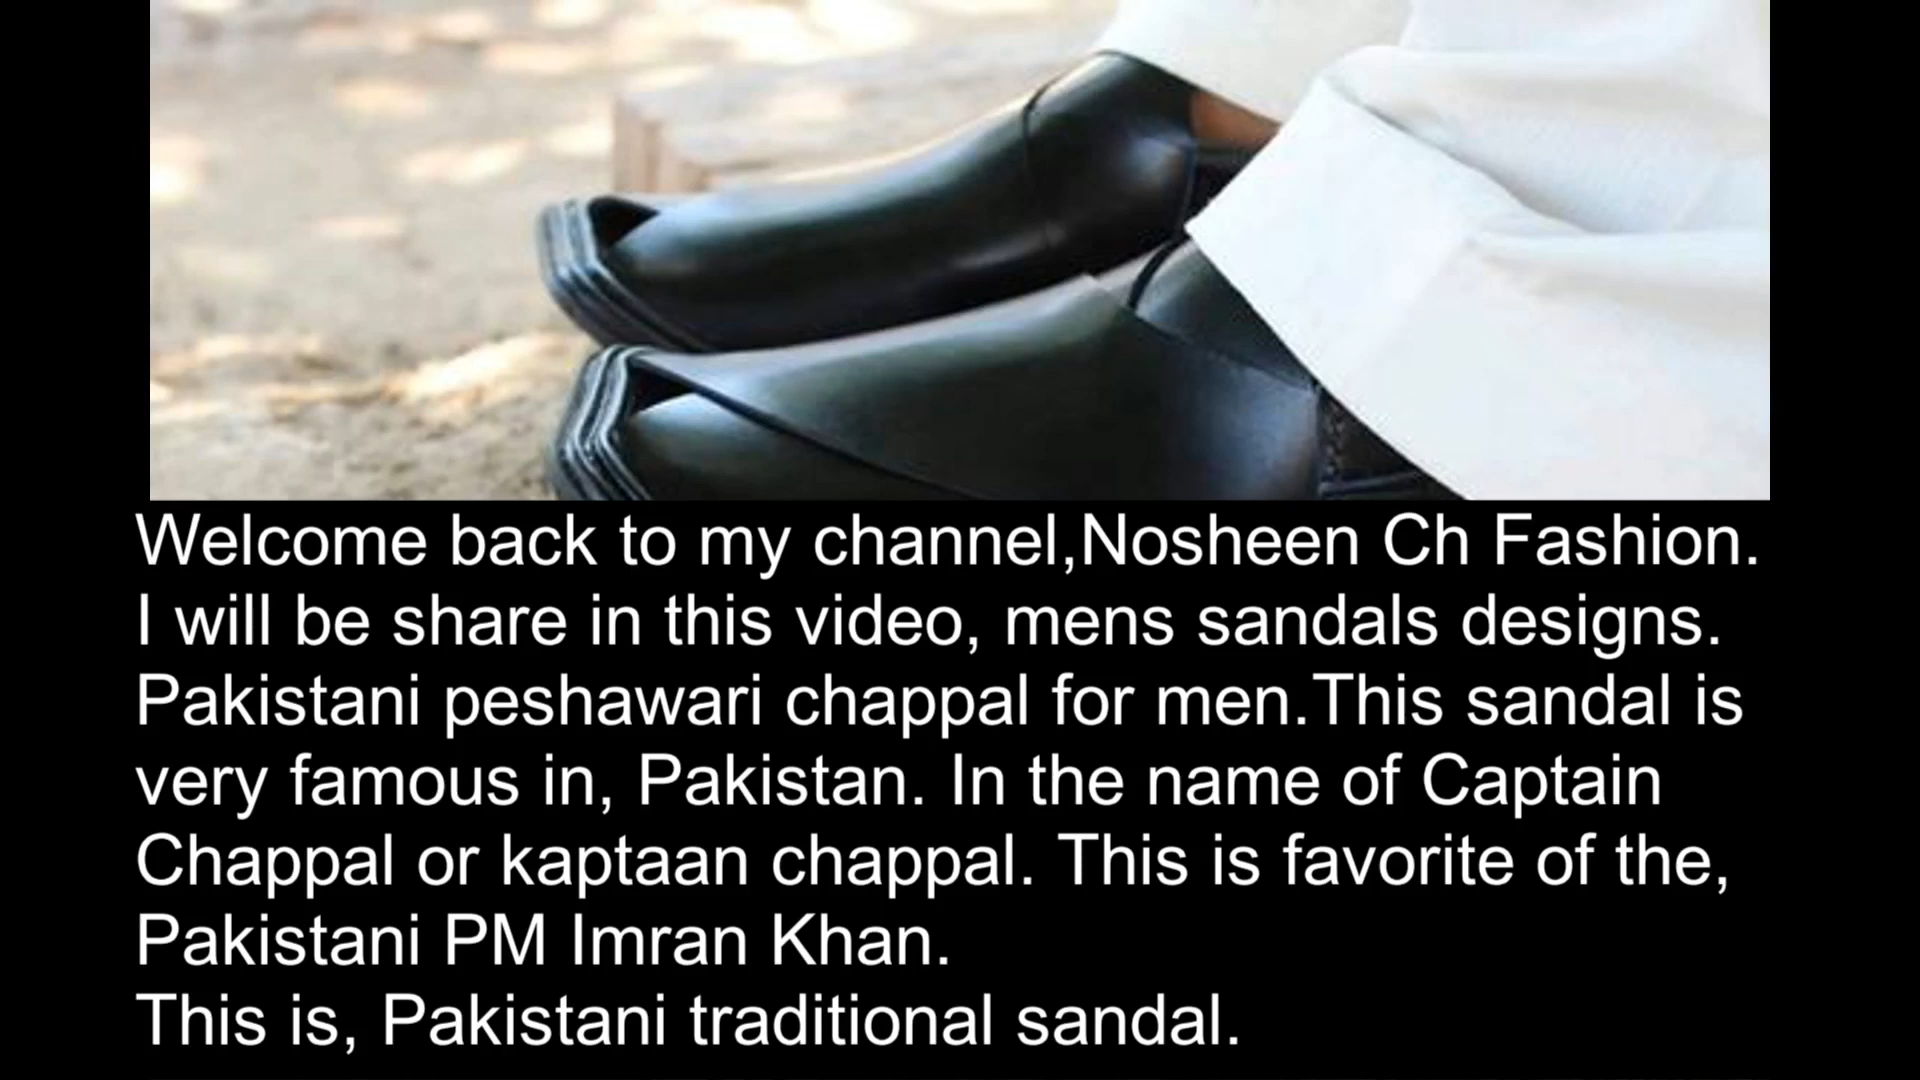 Welcome back to my channel,Nosheen Ch Fashion.
I will be share in this video, mens sandals designs.
Pakistani peshawari chappal for men.This sandal is
very famous in, Pakistan. In the name of Captain
Chappal or kaptaan chappal. This is favorite of the,
Pakistani PM Imran Khan.
This is, Pakistani traditional sandal.